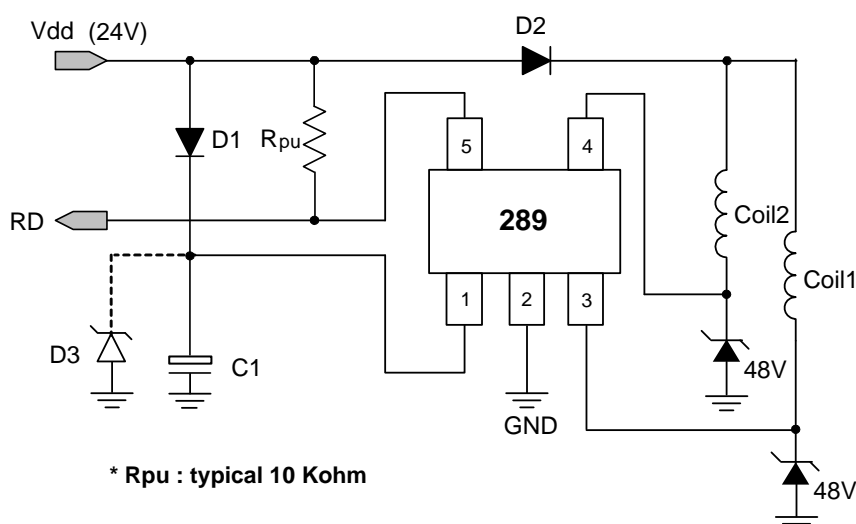 Vdd (24V)
D2
D1
Rpu
5
4
RD
289
Coil2
Coil1
1
2
3
D3
C1
48V
GND
* Rpu : typical 10 Kohm
48V